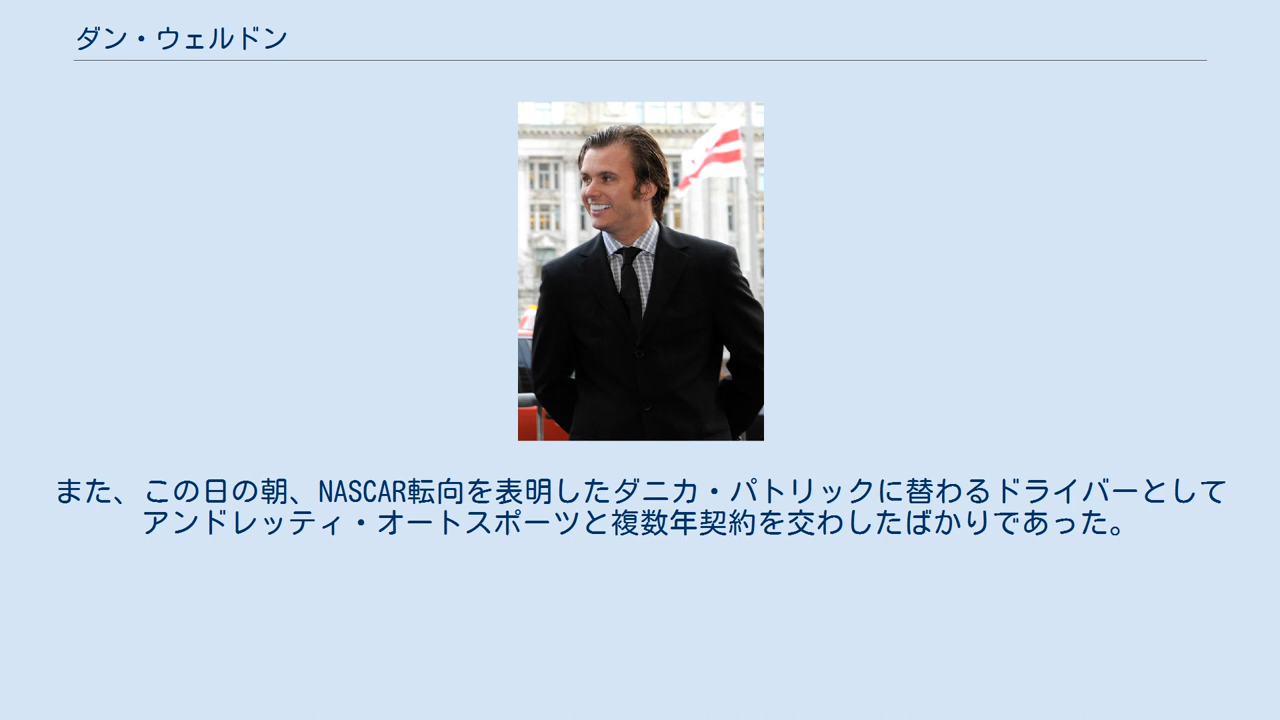 ダン・ウェルドン
また、この日の朝、NASCAR転向を表明したダニカ・パトリックに替わるドライバーとして
アンドレッティ・オートスポーツと複数年契約を交わしたばかりであった。